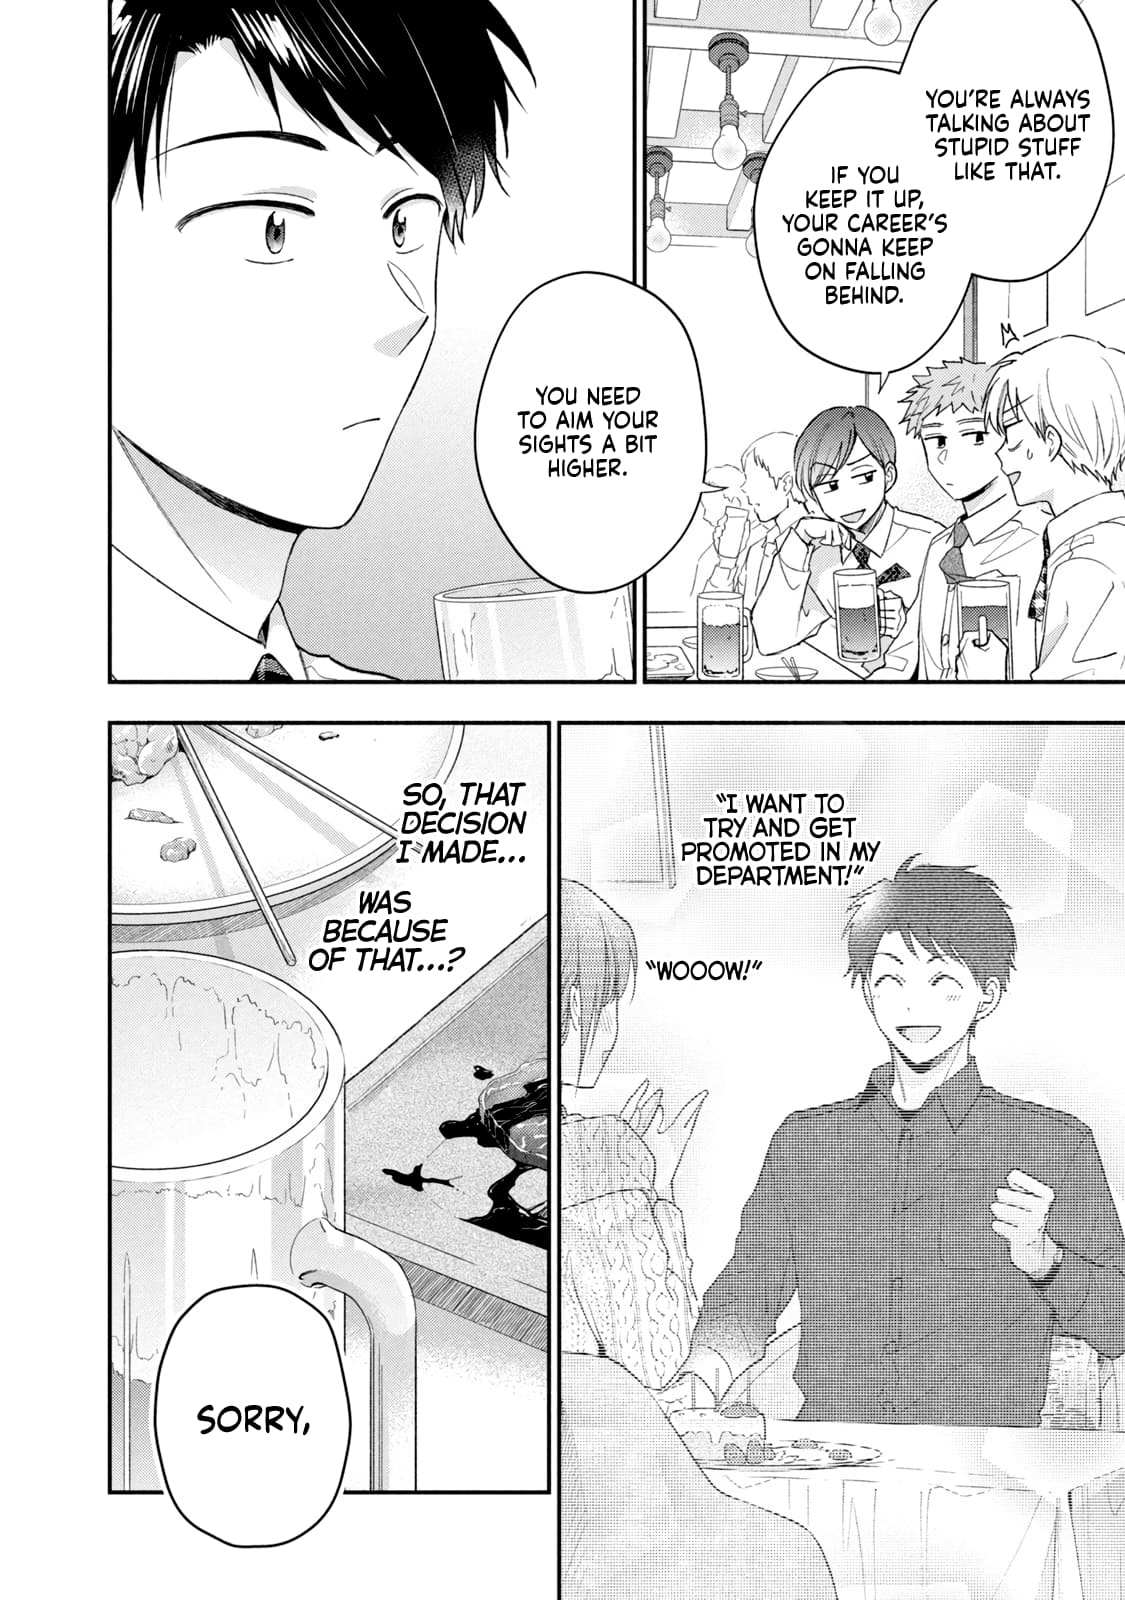 YOU'RE ALWAYS
TALKING ABOUT
STUPID STUFF
LIKE THAT.
IF YOU
KEEP IT UP,
YOUR CAREER'S
GONNA KEEP
ON FALLING
BEHIND.
YOU NEED
TO AIM YOUR
SIGHTS A BIT
HIGHER.
"I WANT TO
TRY AND GET
PROMOTED IN MY
DEPARTMENT!"
"WOOOW!"
SO, THAT
DECISION
I MADE...
WAS
BECAUSE
OF THAT...?
SORRY,